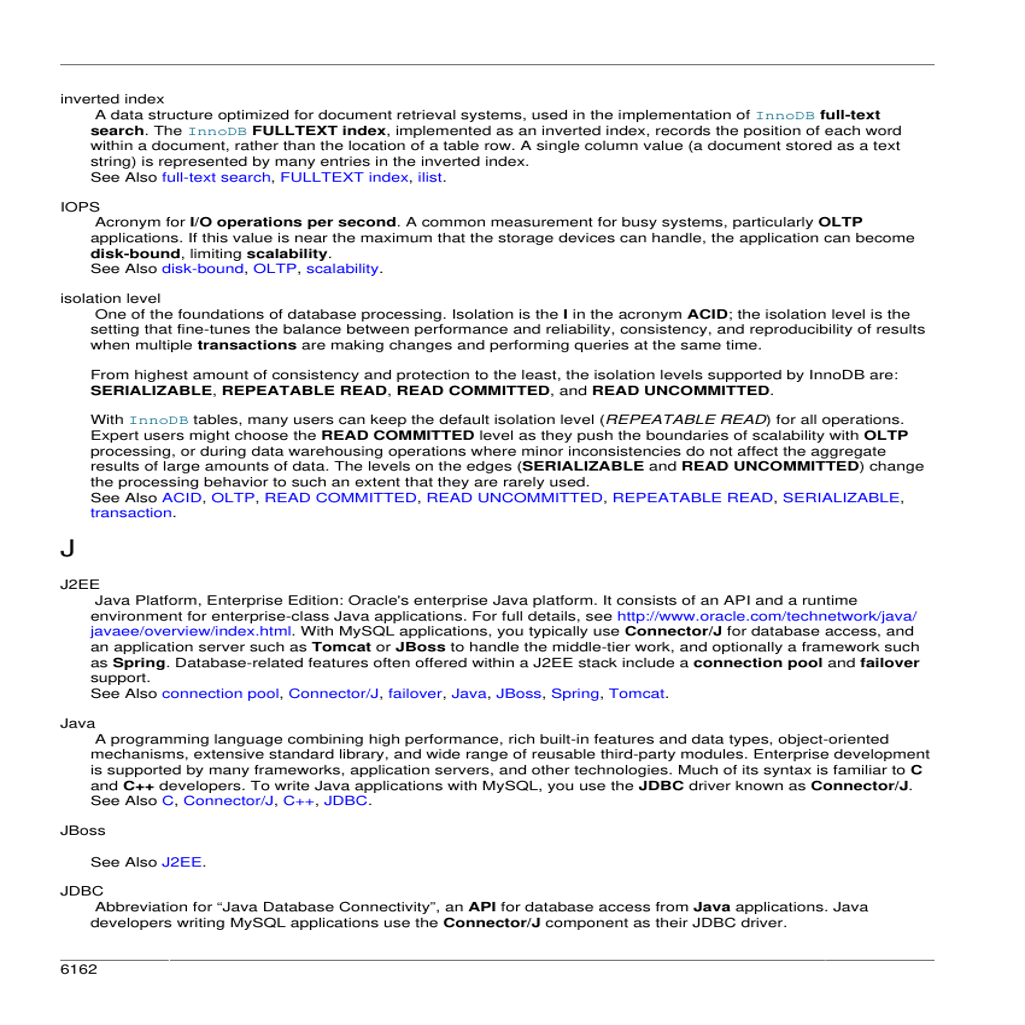 inverted index
A data structure optimized for document retrieval systems, used in the implementation of InnoDB full-text
search. The InnoDB FULLTEXT index, implemented as an inverted index, records the position of each word
within a document, rather than the location of a table row. A single column value (a document stored as a text
string) is represented by many entries in the inverted index.
See Also full-text search, FULLTEXT index, ilist.
IOPS
Acronym for I/O operations per second. A common measurement for busy systems, particularly OLTP
applications. If this value is near the maximum that the storage devices can handle, the application can become
disk-bound, limiting scalability.
See Also disk-bound, OLTP, scalability.
isolation level
One of the foundations of database processing. Isolation is the I in the acronym ACID; the isolation level is the
setting that fine-tunes the balance between performance and reliability, consistency, and reproducibility of results
when multiple transactions are making changes and performing queries at the same time.
From highest amount of consistency and protection to the least, the isolation levels supported by InnoDB are:
SERIALIZABLE, REPEATABLE READ, READ COMMITTED, and READ UNCOMMITTED.
With InnoDB tables, many users can keep the default isolation level (REPEATABLE READ) for all operations.
Expert users might choose the READ COMMITTED level as they push the boundaries of scalability with OLTP
processing, or during data warehousing operations where minor inconsistencies do not affect the aggregate
results of large amounts of data. The levels on the edges (SERIALIZABLE and READ UNCOMMITTED) change
the processing behavior to such an extent that they are rarely used.
See Also ACID, OLTP, READ COMMITTED, READ UNCOMMITTED, REPEATABLE READ, SERIALIZABLE,
transaction.
J
J2EE
Java Platform, Enterprise Edition: Oracle's enterprise Java platform. It consists of an API and a runtime
environment for enterprise-class Java applications. For full details, see http://www.oracle.com/technetwork/java/
javaee/overview/index.html. With MySQL applications, you typically use Connector/J for database access, and
an application server such as Tomcat or JBoss to handle the middle-tier work, and optionally a framework such
as Spring. Database-related features often offered within a J2EE stack include a connection pool and failover
support.
See Also connection pool, Connector/J, failover, Java, JBoss, Spring, Tomcat.
Java
A programming language combining high performance, rich built-in features and data types, object-oriented
mechanisms, extensive standard library, and wide range of reusable third-party modules. Enterprise development
is supported by many frameworks, application servers, and other technologies. Much of its syntax is familiar to C
and C++ developers. To write Java applications with MySQL, you use the JDBC driver known as Connector/J.
See Also C, Connector/J, C++, JDBC.
JBoss
See Also J2EE.
JDBC
Abbreviation for “Java Database Connectivity”, an API for database access from Java applications. Java
developers writing MySQL applications use the Connector/J component as their JDBC driver.
6162